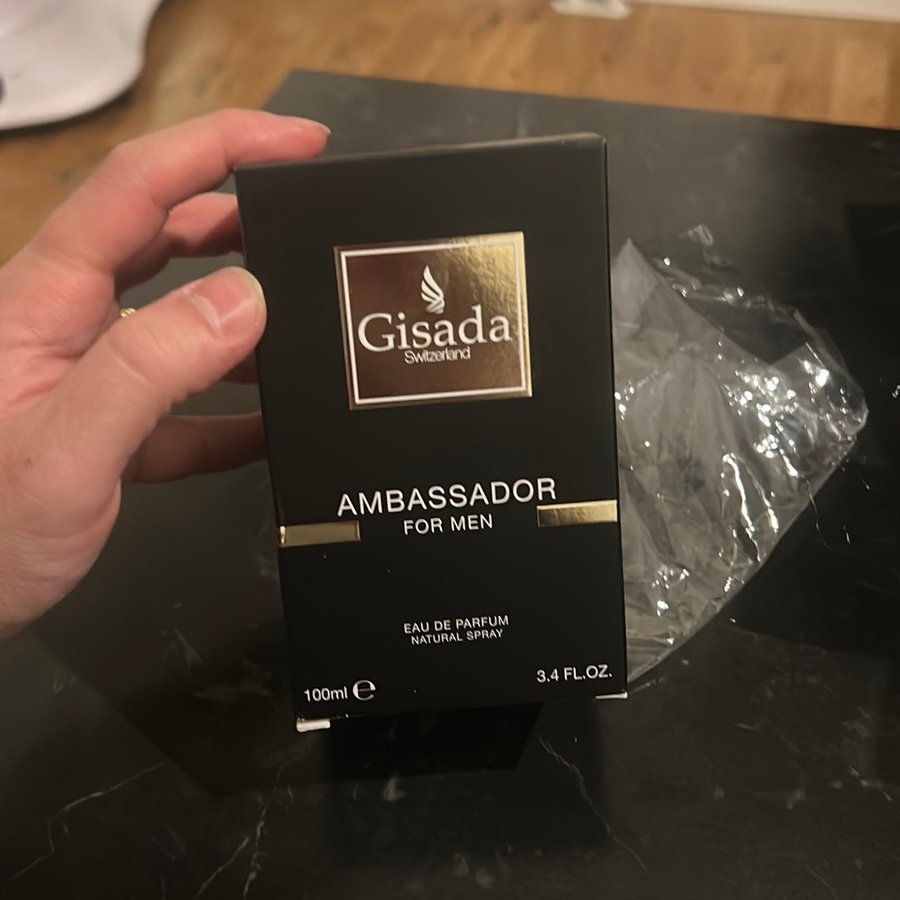 Gisada
Switzerland
AMBASSADOR
FOR MEN
EAU DE PARFUM
NATURAL SPRAY
100ml ℮
3.4 FL.OZ.